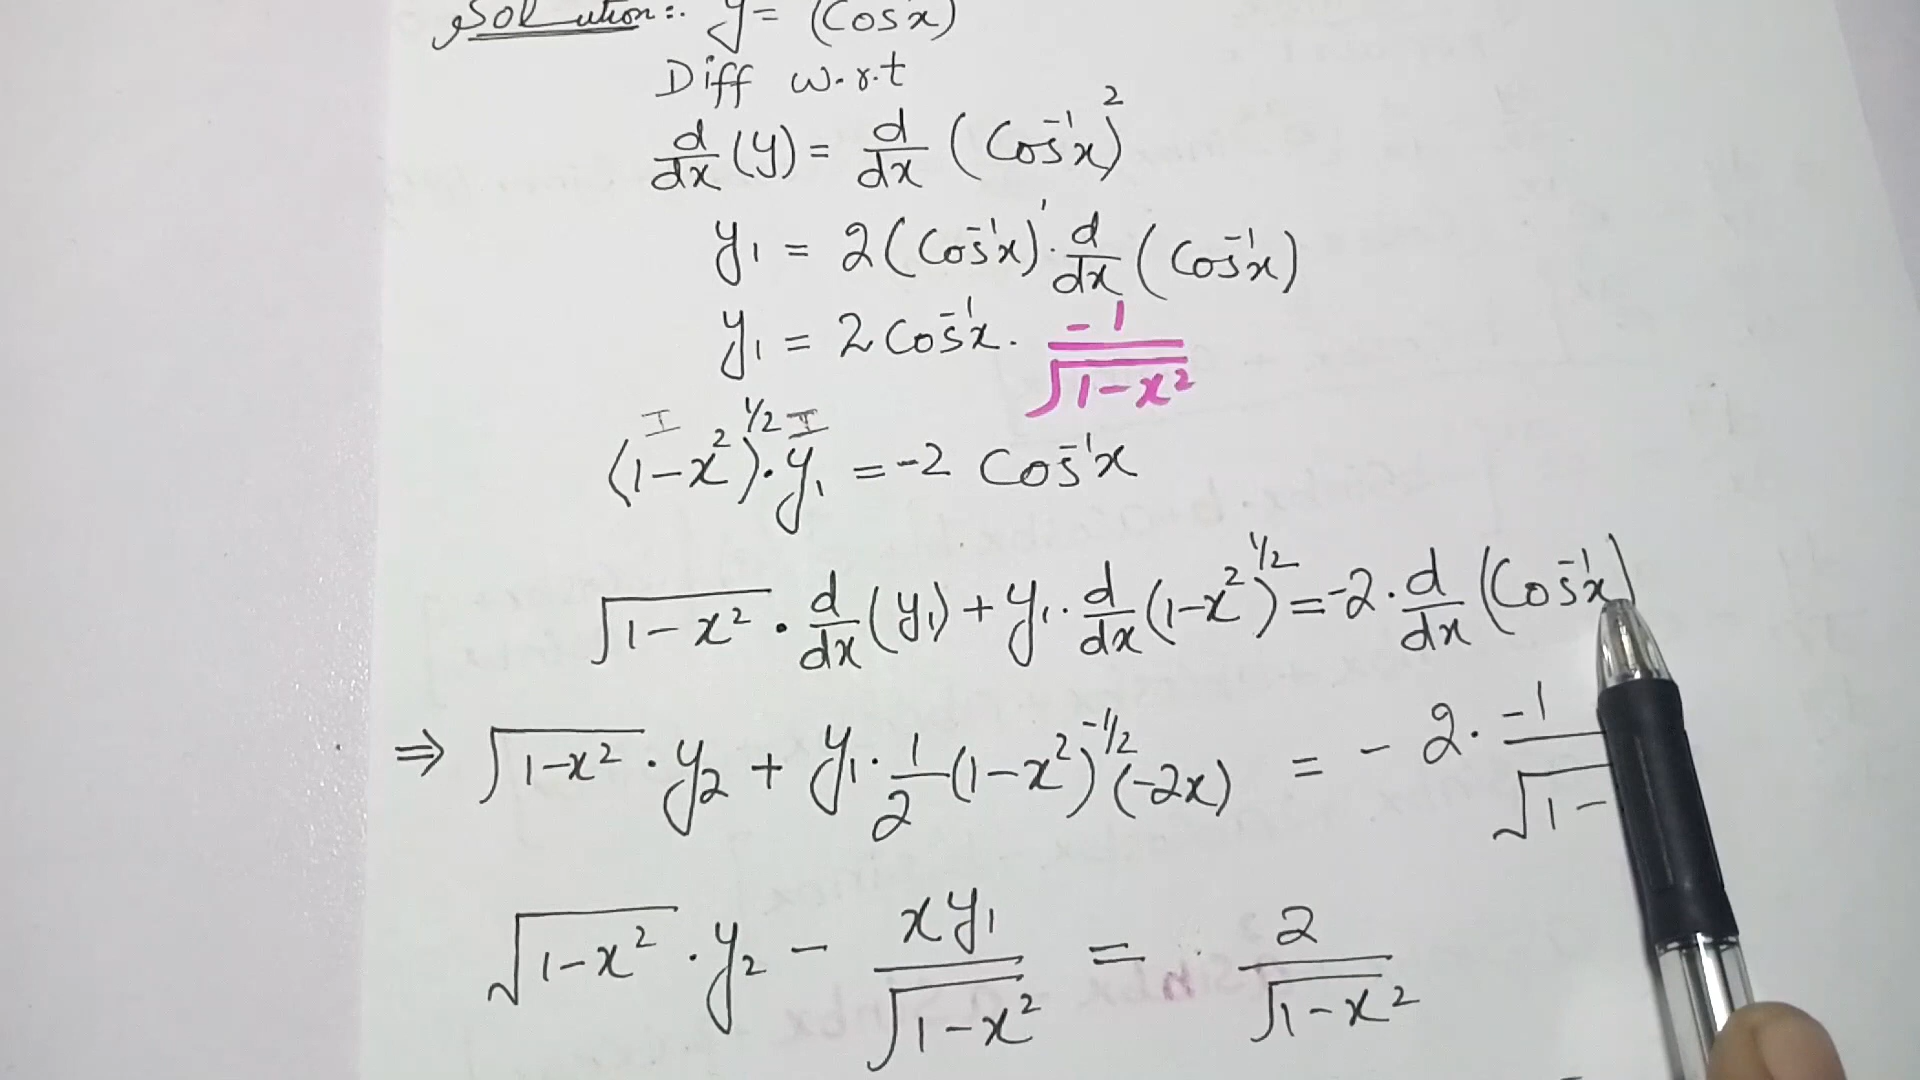 Solution:. y = (Cos x)
Diff w.r.t
d/dx (y) = d/dx (Cos⁻¹x)²
y₁ = 2(Cos⁻¹x)¹ · d/dx (Cos⁻¹x)
y₁ = 2 Cos⁻¹x · -1/√1-x²
I I
(1-x²)^1/2 · y₁ = -2 Cos⁻¹x
√1-x² · d/dx (y₁) + y₁ · d/dx (1-x²)^1/2 = -2 · d/dx (Cos⁻¹x)
⇒ √1-x² · y₂ + y₁ · 1/2 (1-x²)^-1/2 (-2x) = -2 · -1/√1-
√1-x² · y₂ - xy₁/√1-x² = 2/√1-x²